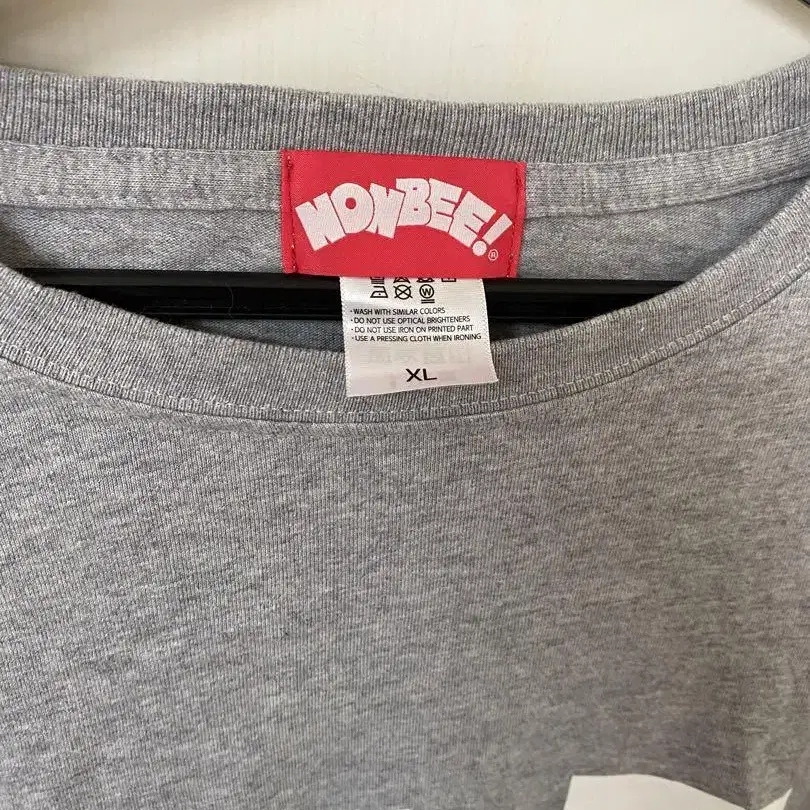 NOWBEE!®
W
· WASH WITH SIMILAR COLORS
· DO NOT USE OPTICAL BRIGHTENERS
· DO NOT USE IRON ON PRINTED PART
· USE A PRESSING CLOTH WHEN IRONING
XL